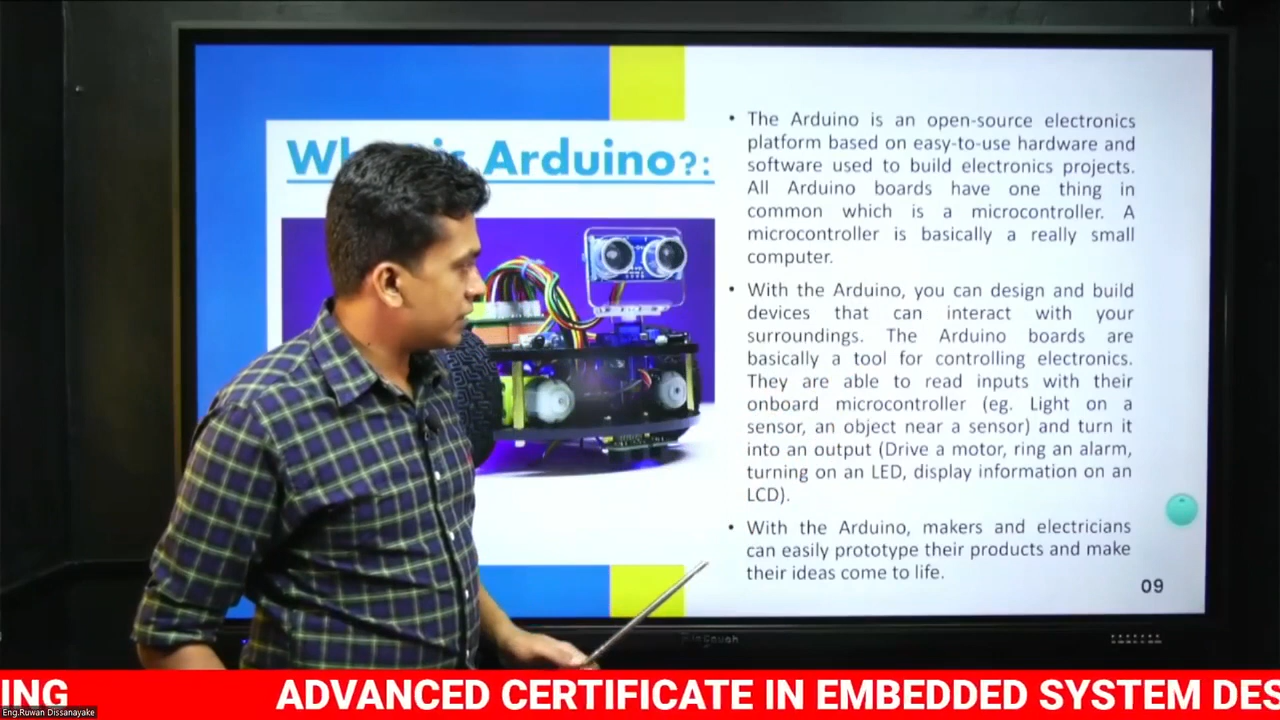 Wh is Arduino?:
• The Arduino is an open-source electronics
platform based on easy-to-use hardware and
software used to build electronics projects.
All Arduino boards have one thing in
common which is a microcontroller. A
microcontroller is basically a really small
computer.
• With the Arduino, you can design and build
devices that can interact with your
surroundings. The Arduino boards are
basically a tool for controlling electronics.
They are able to read inputs with their
onboard microcontroller (eg. Light on a
sensor, an object near a sensor) and turn it
into an output (Drive a motor, ring an alarm,
turning on an LED, display information on an
LCD).
• With the Arduino, makers and electricians
can easily prototype their products and make
their ideas come to life.
09
ING ADVANCED CERTIFICATE IN EMBEDDED SYSTEM DES
Eng.Ruwan Dissanayake